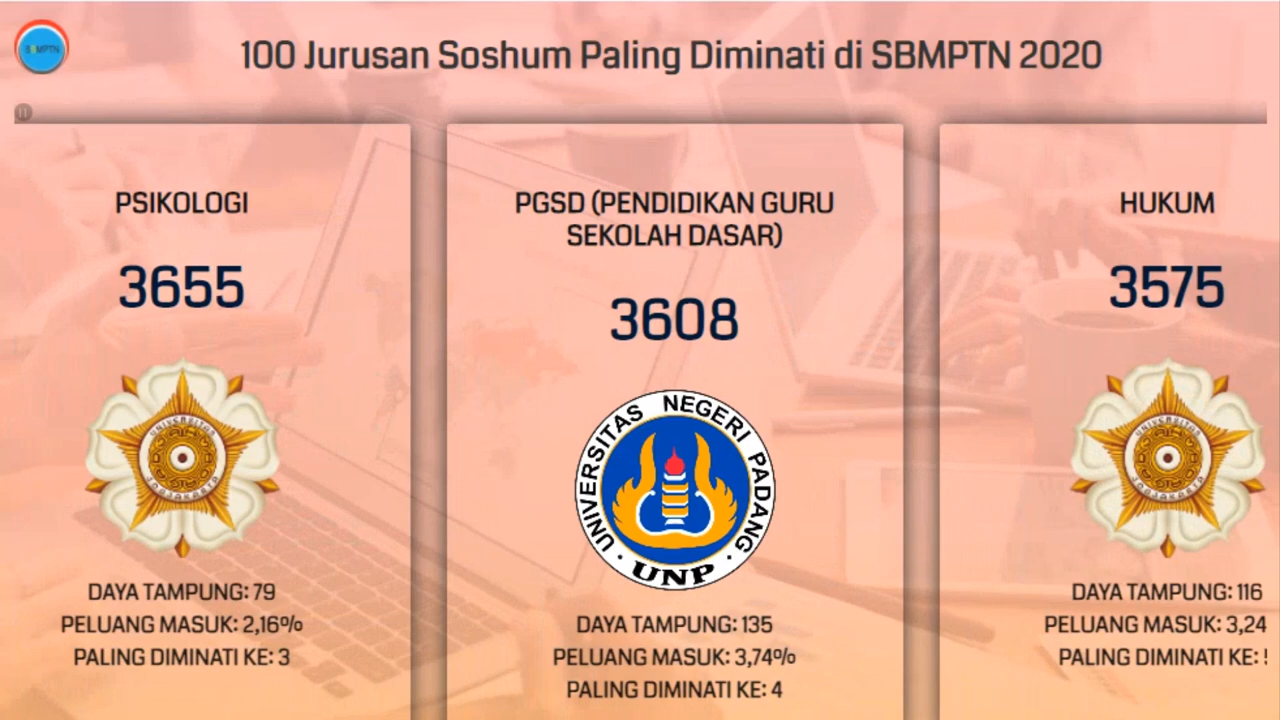 SBMPTN
100 Jurusan Soshum Paling Diminati di SBMPTN 2020
PSIKOLOGI
3655
DAYA TAMPUNG: 79
PELUANG MASUK: 2,16%
PALING DIMINATI KE: 3
PGSD (PENDIDIKAN GURU
SEKOLAH DASAR)
3608
UNIVERSITAS NEGERI PADANG
UNP
DAYA TAMPUNG: 135
PELUANG MASUK: 3,74%
PALING DIMINATI KE: 4
HUKUM
3575
DAYA TAMPUNG: 116
PELUANG MASUK: 3,24
PALING DIMINATI KE: